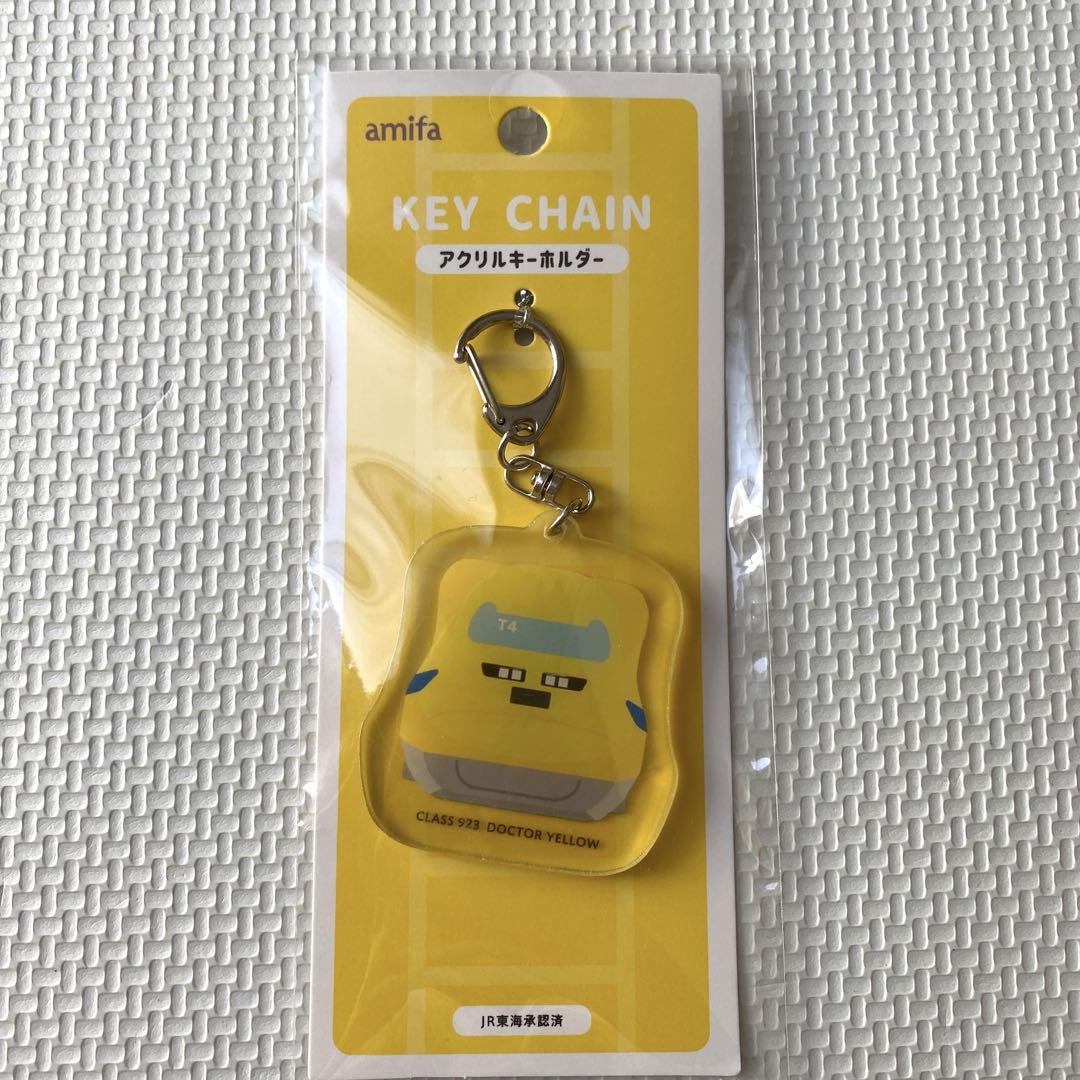 amifa
KEY CHAIN
アクリルキーホルダー
T4
CLASS 923 DOCTOR YELLOW
JR東海承認済